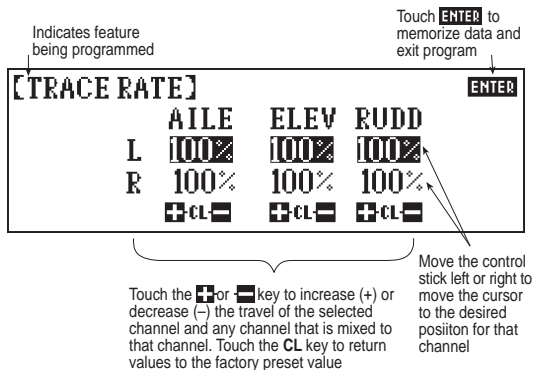 Indicates feature
being programmed
Touch ENTER to
memorize data and
exit program
[TRACE RATE] ENTER
AILE ELEV RUDD
L 100% 100% 100%
R 100% 100% 100%
+CL- +CL- +CL-
Touch the + or - key to increase (+) or
decrease (–) the travel of the selected
channel and any channel that is mixed to
that channel. Touch the CL key to return
values to the factory preset value
Move the control
stick left or right to
move the cursor
to the desired
posiiton for that
channel